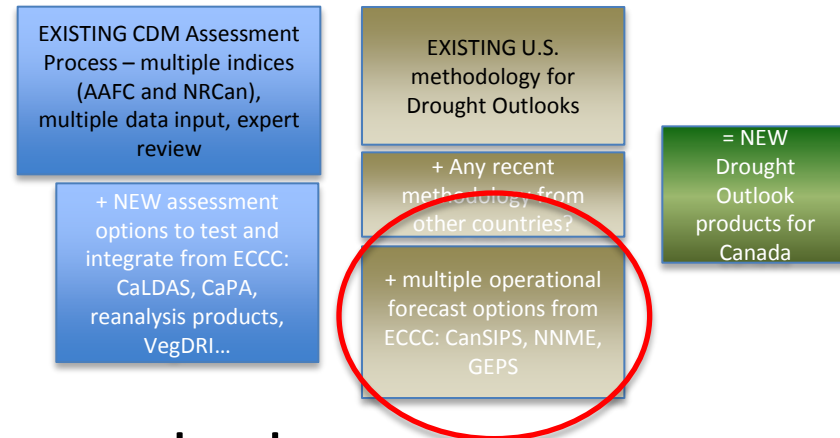 EXISTING CDM Assessment
Process – multiple indices
(AAFC and NRCan),
multiple data input, expert
review
+ NEW assessment
options to test and
integrate from ECCC:
CaLDAS, CaPA,
reanalysis products,
VegDRI...
EXISTING U.S.
methodology for
Drought Outlooks
+ Any recent
methodology from
other countries?
+ multiple operational
forecast options from
ECCC: CanSIPS, NNME,
GEPS
= NEW
Drought
Outlook
products for
Canada